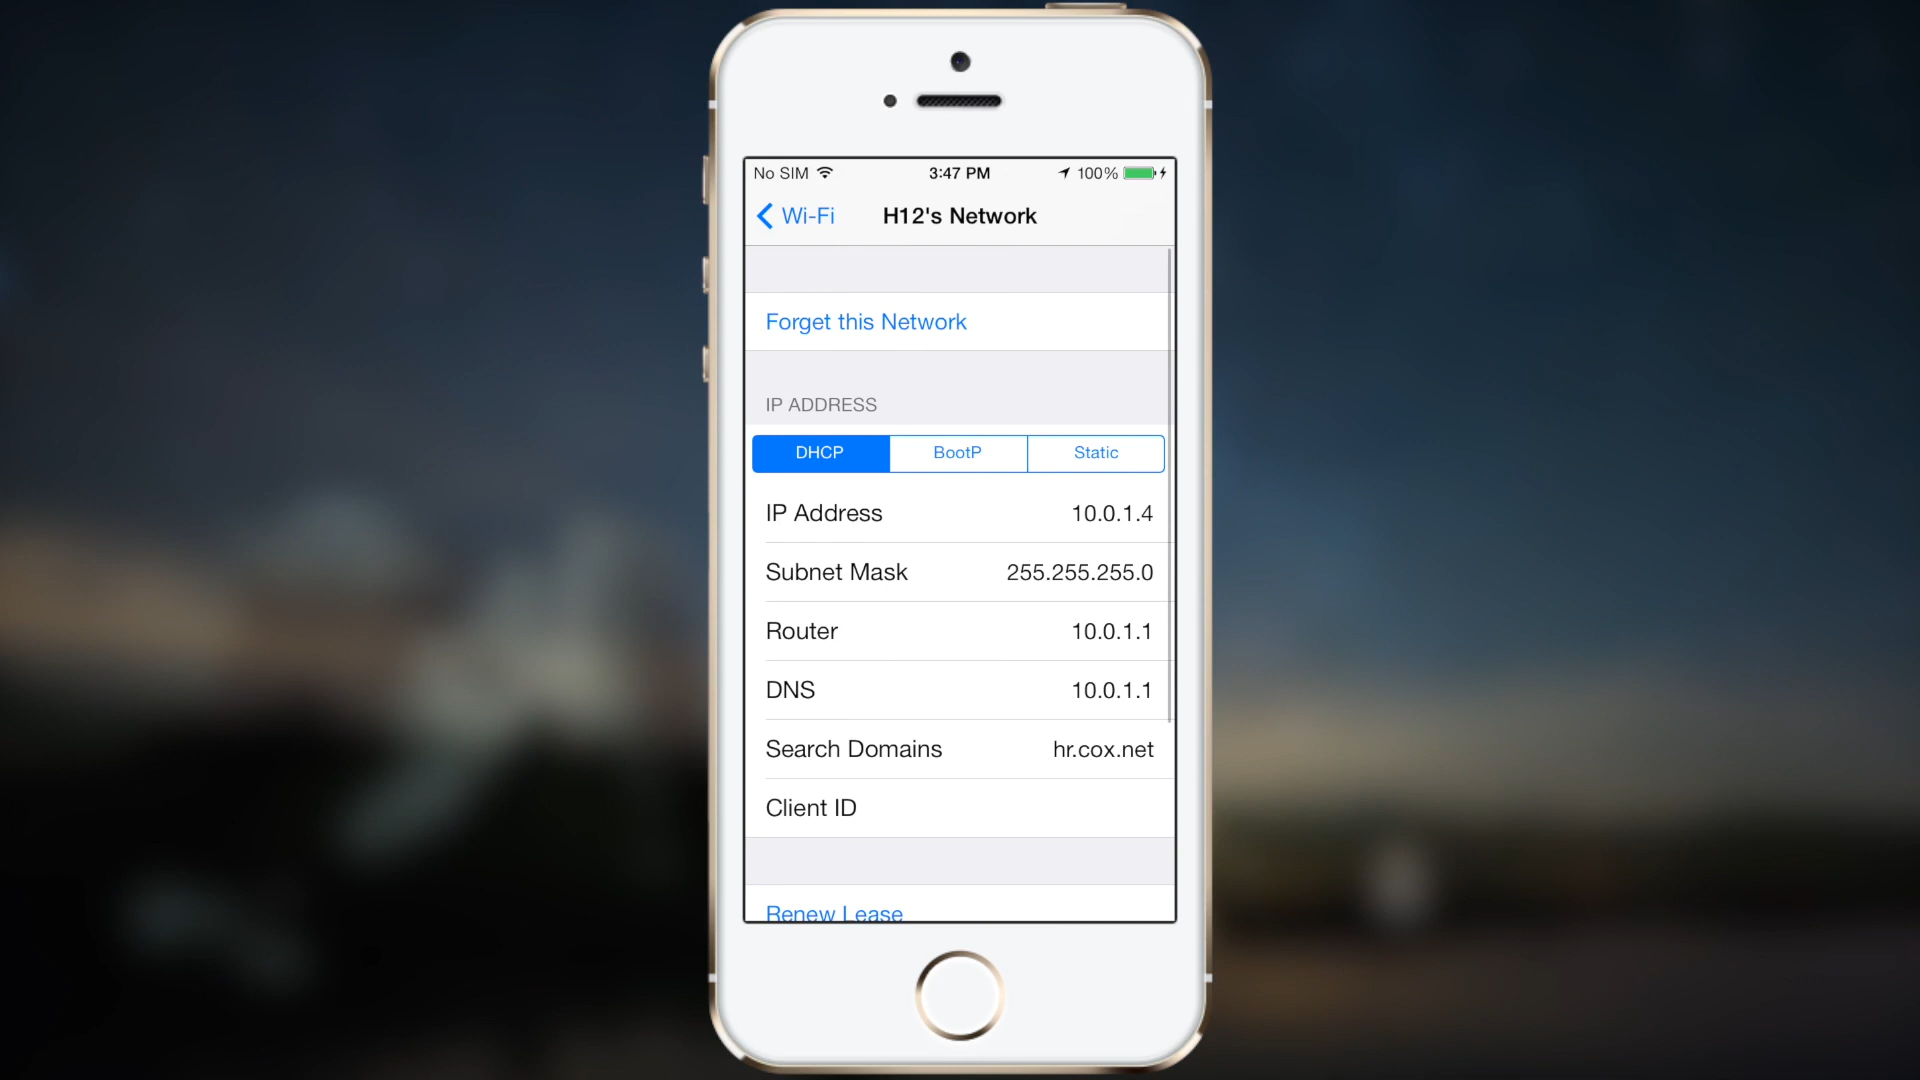 No SIM 3:47 PM 100%
Wi-Fi H12's Network
Forget this Network
IP ADDRESS
DHCP BootP Static
IP Address 10.0.1.4
Subnet Mask 255.255.255.0
Router 10.0.1.1
DNS 10.0.1.1
Search Domains hr.cox.net
Client ID
Renew Lease